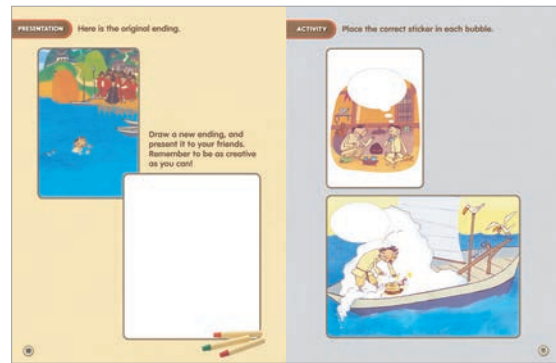 PRESENTATION
Here is the original ending.
Draw a new ending, and
present it to your friends.
Remember to be as creative
as you can!
ACTIVITY
Place the correct sticker in each bubble.